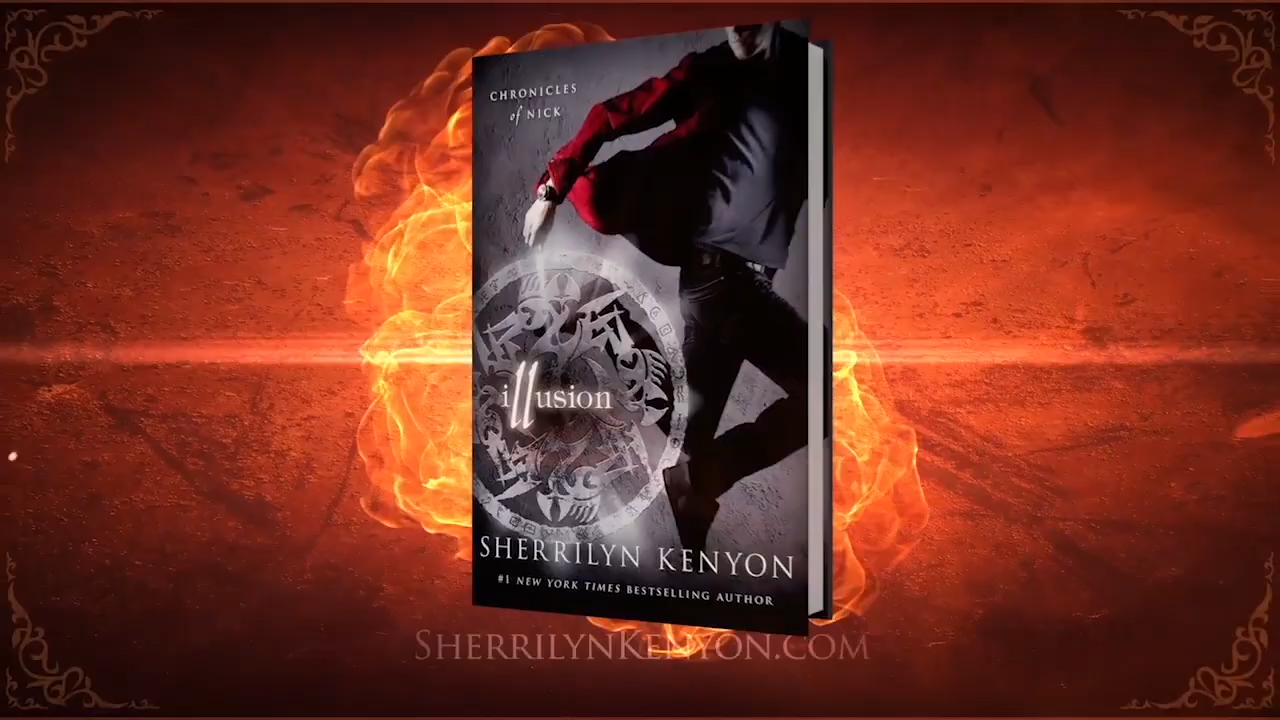 CHRONICLES
of NICK
illusion
SHERRILYN KENYON
#1 NEW YORK TIMES BESTSELLING AUTHOR
SHERRILYNKENYON.COM